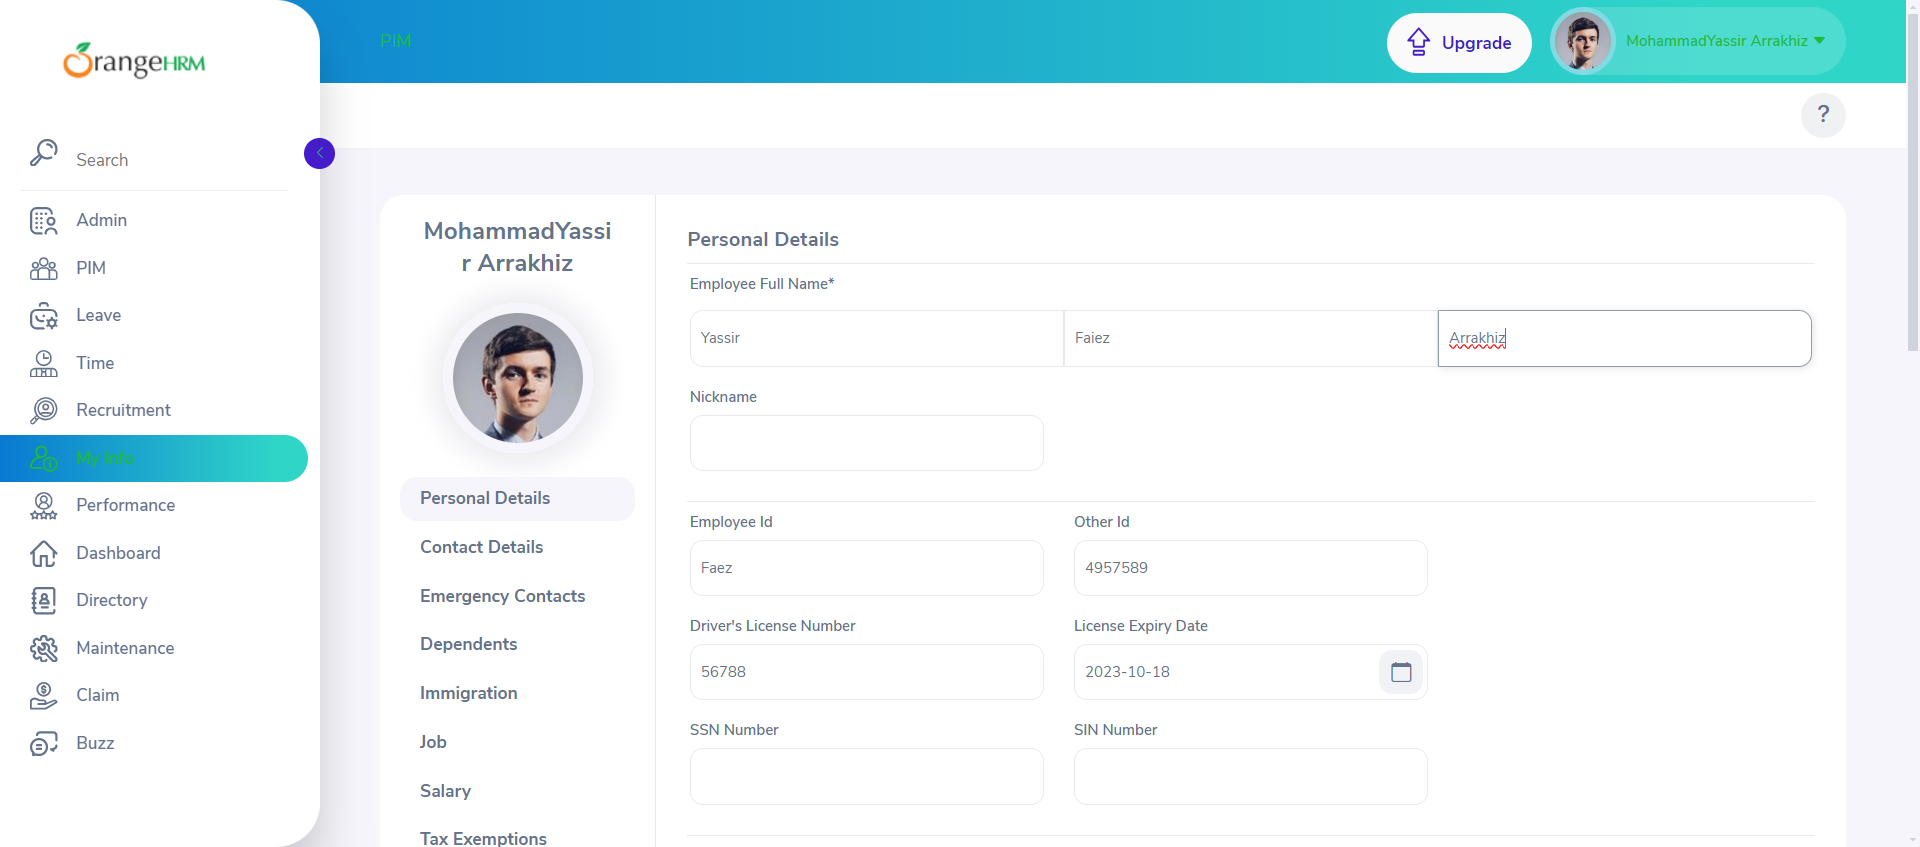 OrangeHRM
PIM
Upgrade
MohammadYassir Arrakhiz
?
Search
Admin
PIM
Leave
Time
Recruitment
My Info
Performance
Dashboard
Directory
Maintenance
Claim
Buzz
MohammadYassi
r Arrakhiz
Personal Details
Contact Details
Emergency Contacts
Dependents
Immigration
Job
Salary
Tax Exemptions
Personal Details
Employee Full Name*
Yassir Faiez Arrakhiz
Nickname
Employee Id Other Id
Faez 4957589
Driver's License Number License Expiry Date
56788 2023-10-18
SSN Number SIN Number